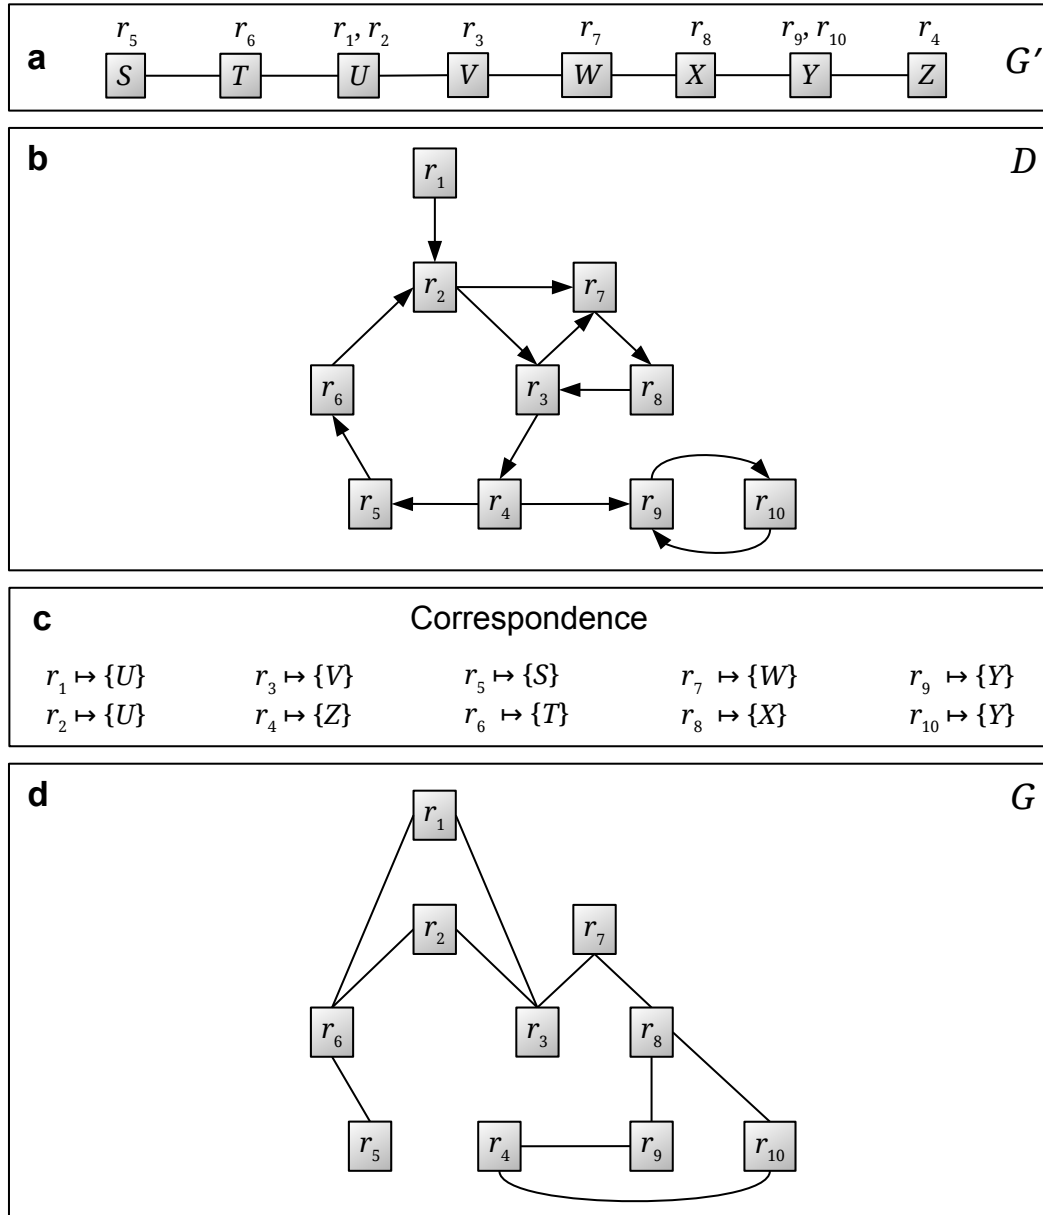 r₅ r₆ r₁, r₂ r₃ r₇ r₈ r₉, r₁₀ r₄
a S T U V W X Y Z G′
b D
r₁
r₂ r₇
r₆ r₃ r₈
r₅ r₄ r₉ r₁₀
c Correspondence
r₁ ↦ {U} r₃ ↦ {V} r₅ ↦ {S} r₇ ↦ {W} r₉ ↦ {Y}
r₂ ↦ {U} r₄ ↦ {Z} r₆ ↦ {T} r₈ ↦ {X} r₁₀ ↦ {Y}
d G
r₁
r₂ r₇
r₆ r₃ r₈
r₅ r₄ r₉ r₁₀